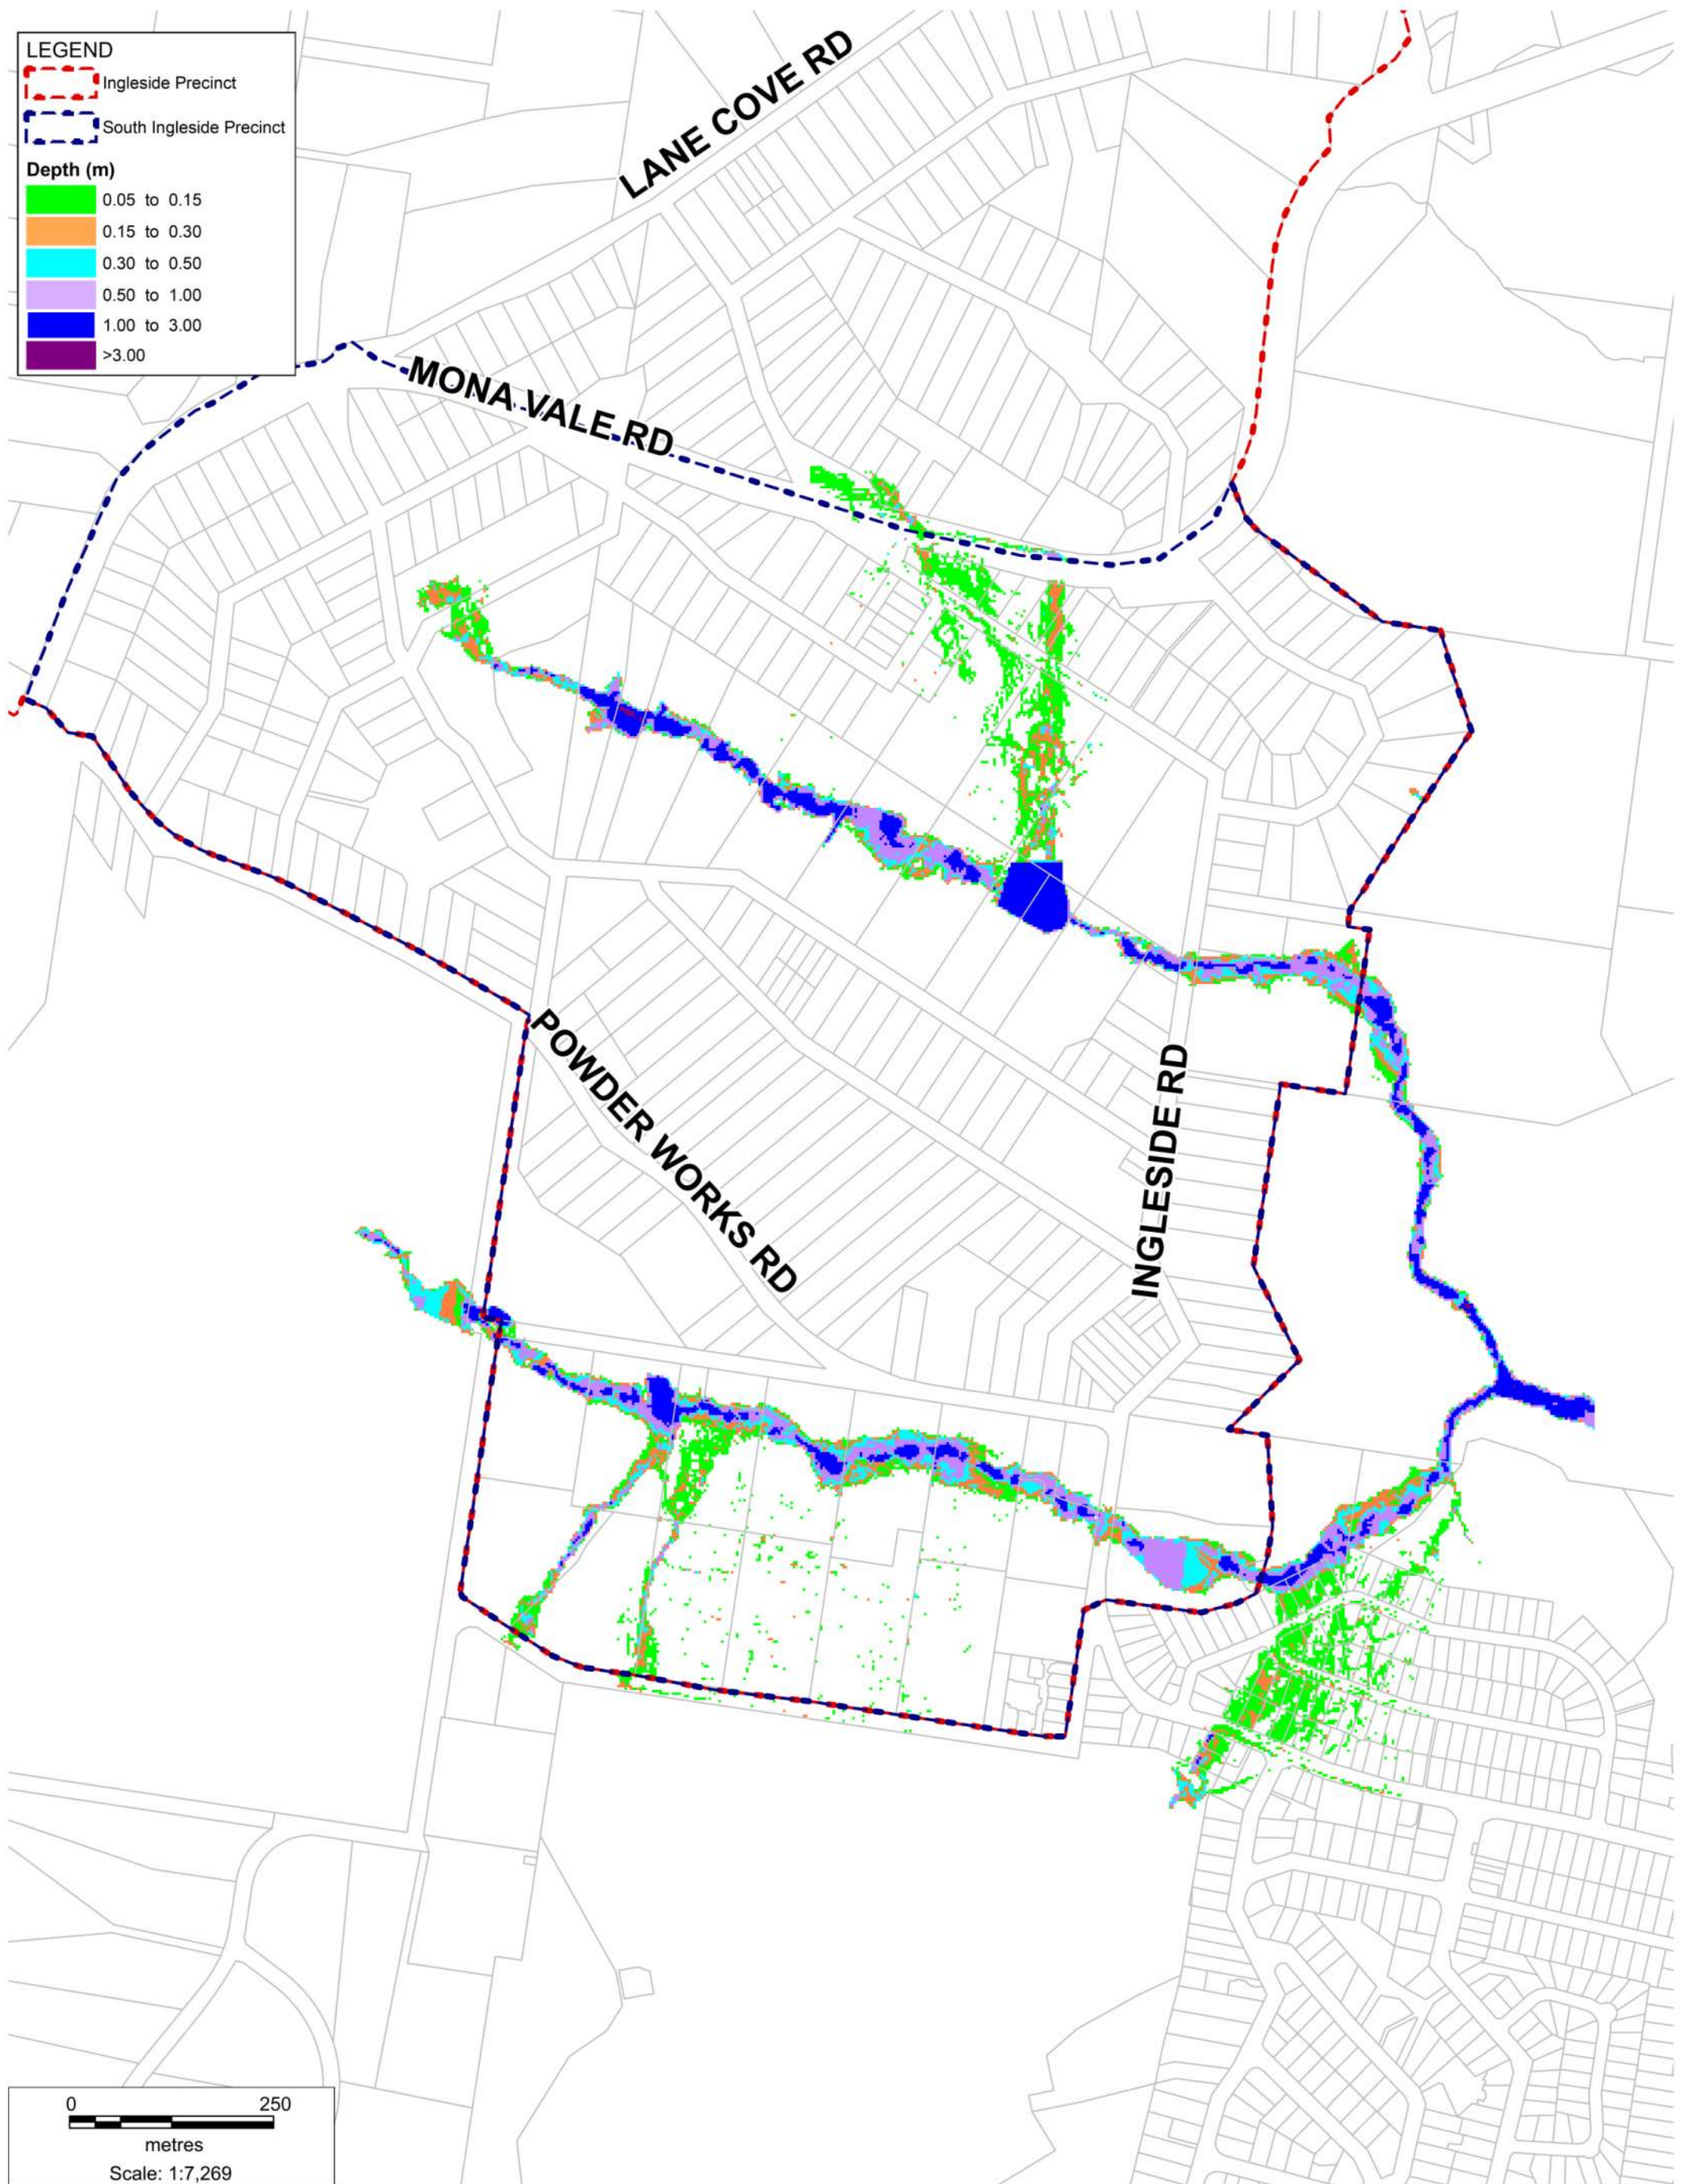 LEGEND
Ingleside Precinct
South Ingleside Precinct
Depth (m)
0.05 to 0.15
0.15 to 0.30
0.30 to 0.50
0.50 to 1.00
1.00 to 3.00
>3.00
LANE COVE RD
MONA VALE RD
POWDER WORKS RD
INGLESIDE RD
0 250
metres
Scale: 1:7,269